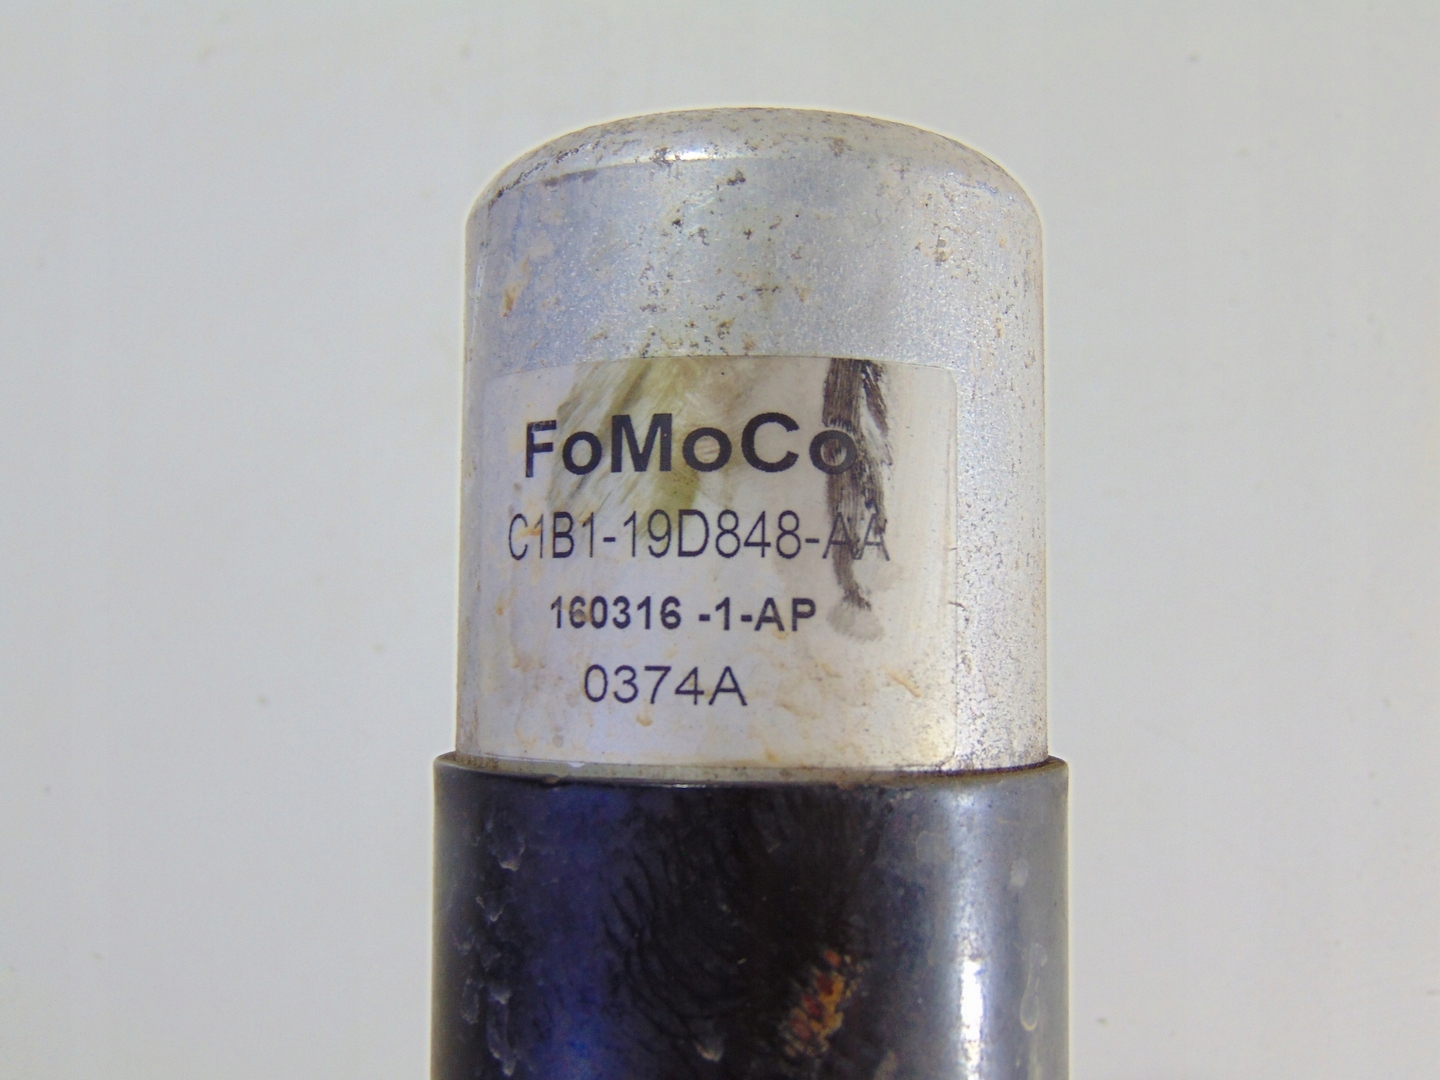 FoMoCo
C1B1-19D848-AA
160316 -1-AP
0374A